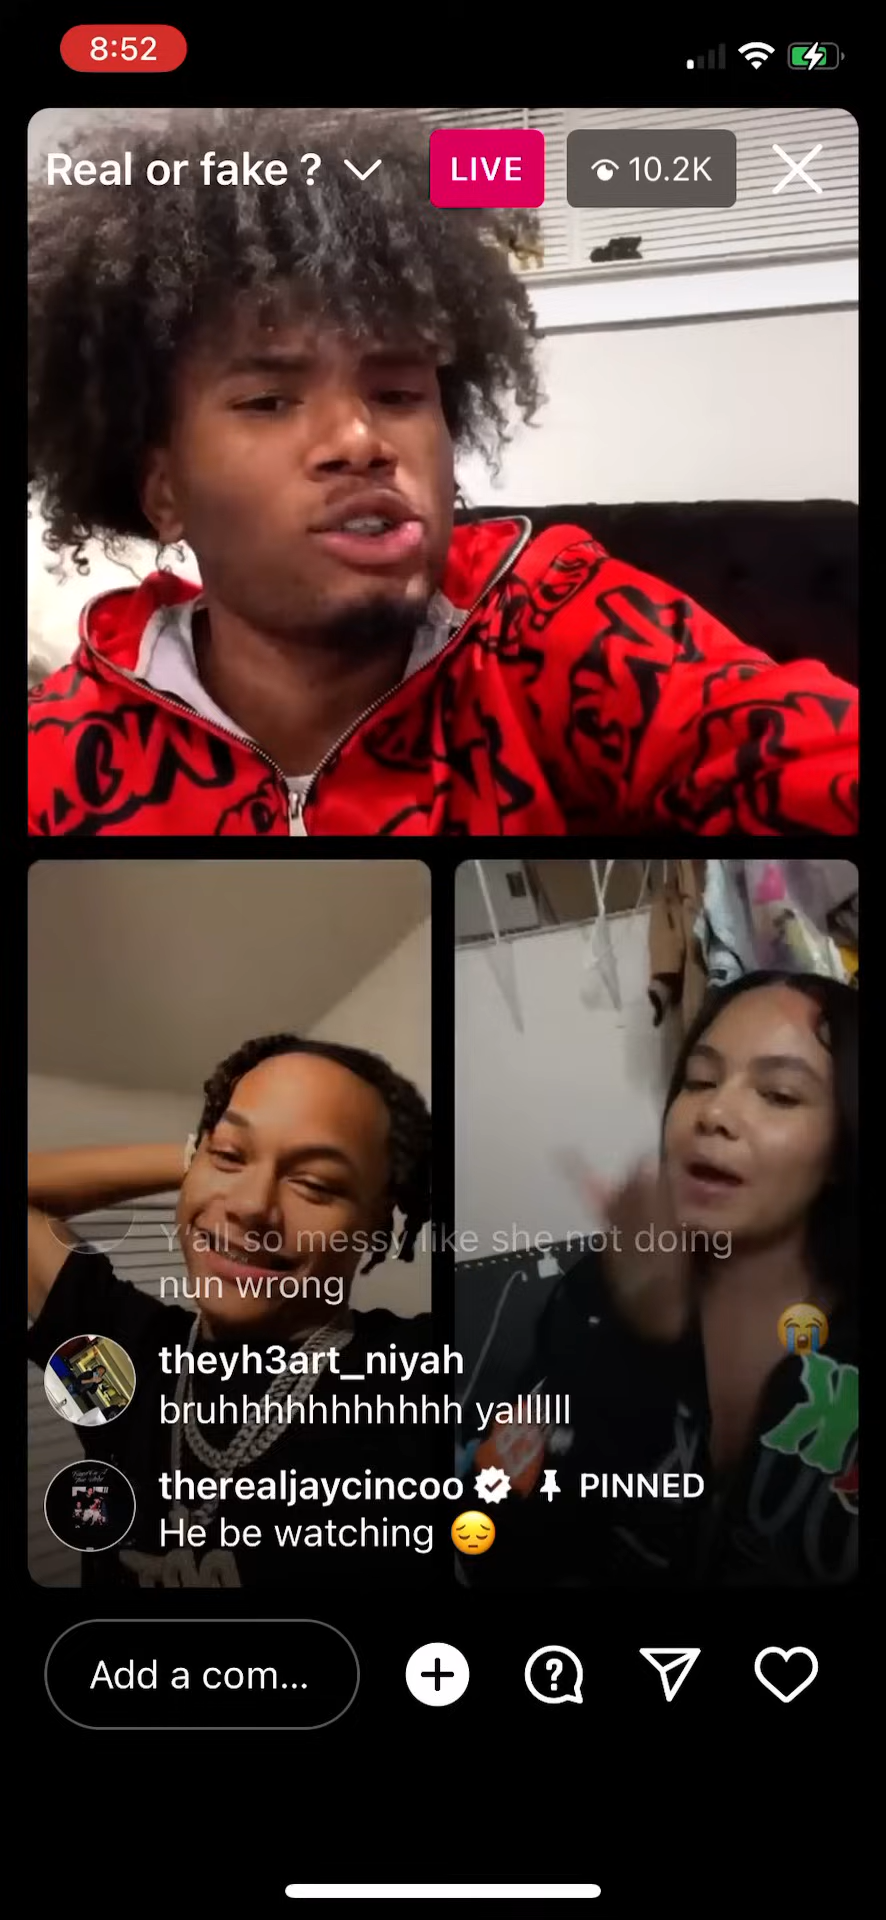 8:52
Real or fake ?
LIVE
10.2K
Y'all so messy like she not doing
nun wrong
theyh3art_niyah
bruhhhhhhhhhhh yallllll
therealjaycincoo PINNED
He be watching 😔
Add a com...